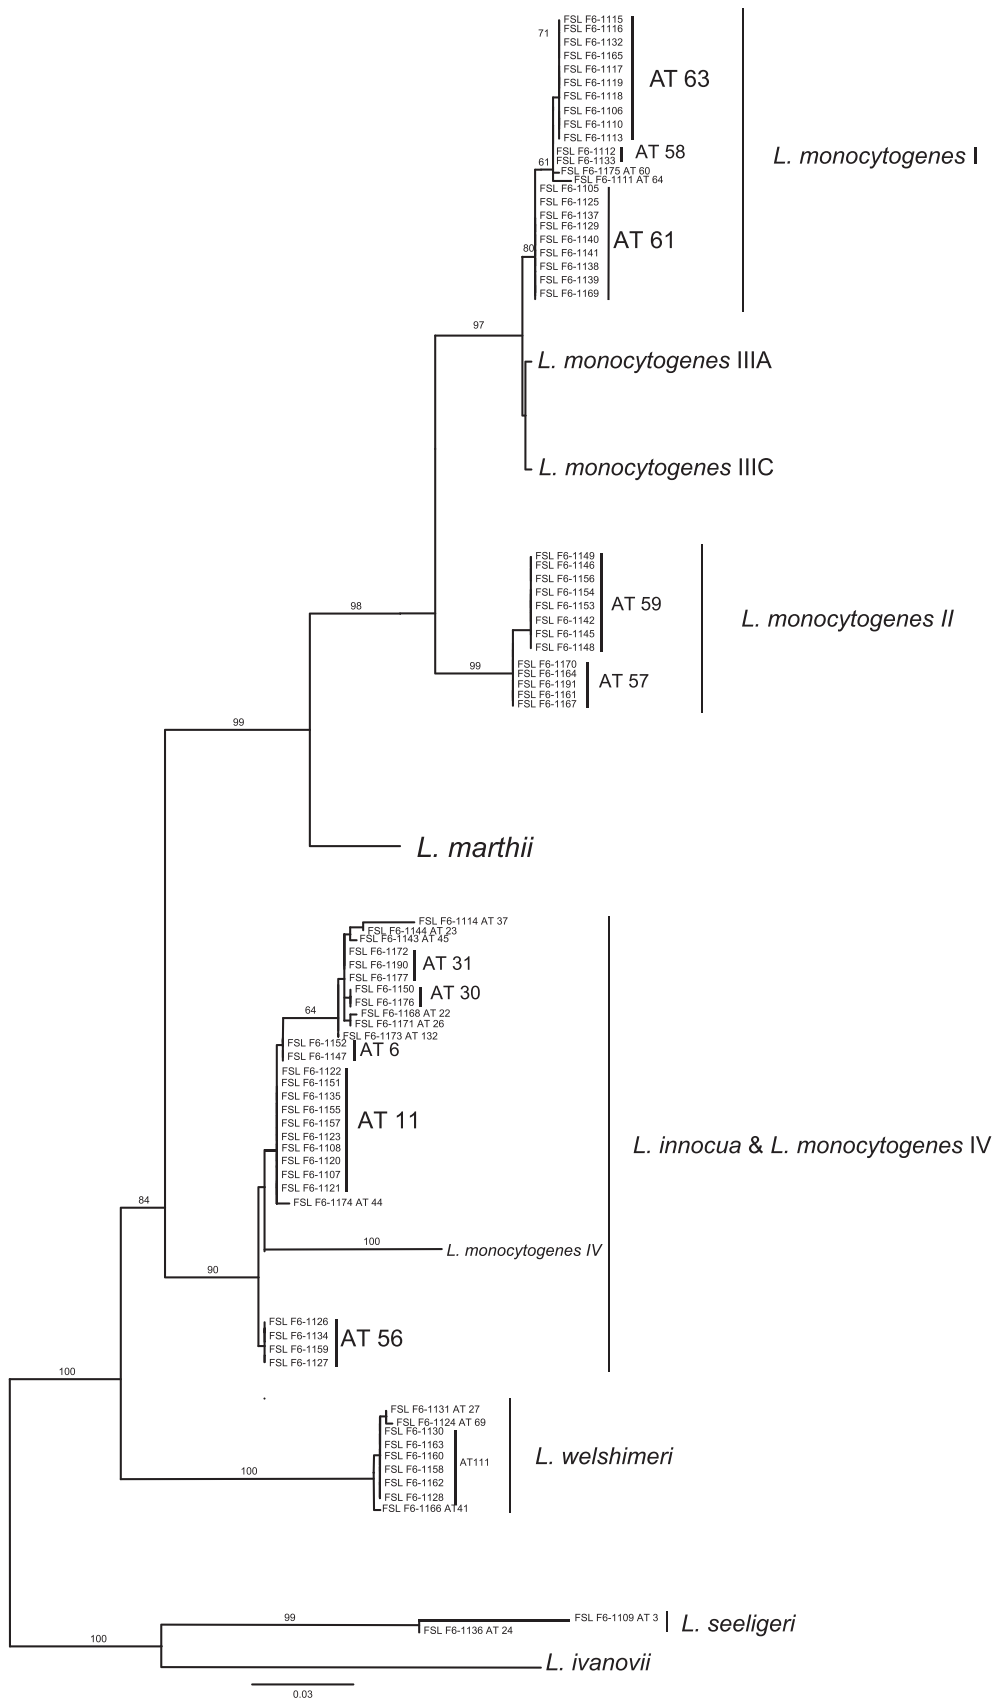 FSL F6-1115
71
FSL F6-1116
FSL F6-1132
FSL F6-1165
FSL F6-1117
AT 63
FSL F6-1119
FSL F6-1118
FSL F6-1106
FSL F6-1110
FSL F6-1113
FSL F6-1112
AT 58
L. monocytogenes I
FSL F6-1133
61
FSL F6-1175 AT 60
FSL F6-1111 AT 64
FSL F6-1105
FSL F6-1125
FSL F6-1137
FSL F6-1129
FSL F6-1140
AT 61
80
FSL F6-1141
FSL F6-1138
FSL F6-1139
FSL F6-1169
97
L. monocytogenes IIIA
L. monocytogenes IIIC
FSL F6-1149
FSL F6-1146
FSL F6-1156
FSL F6-1154
98
FSL F6-1153
AT 59
FSL F6-1142
L. monocytogenes II
FSL F6-1145
FSL F6-1148
99
FSL F6-1170
FSL F6-1164
FSL F6-1191
AT 57
FSL F6-1161
FSL F6-1167
99
L. marthii
FSL F6-1114 AT 37
FSL F6-1144 AT 23
FSL F6-1143 AT 45
FSL F6-1172
FSL F6-1190
AT 31
FSL F6-1177
FSL F6-1150
AT 30
FSL F6-1176
64
FSL F6-1168 AT 22
FSL F6-1171 AT 26
FSL F6-1173 AT 132
FSL F6-1152
AT 6
FSL F6-1147
FSL F6-1122
FSL F6-1151
FSL F6-1135
FSL F6-1155
FSL F6-1157
AT 11
FSL F6-1123
FSL F6-1108
L. innocua & L. monocytogenes IV
FSL F6-1120
FSL F6-1107
FSL F6-1121
84
FSL F6-1174 AT 44
100
L. monocytogenes IV
90
FSL F6-1126
FSL F6-1134
AT 56
FSL F6-1159
FSL F6-1127
100
FSL F6-1131 AT 27
FSL F6-1124 AT 69
FSL F6-1130
FSL F6-1163
FSL F6-1160
L. welshimeri
AT111
FSL F6-1158
100
FSL F6-1162
FSL F6-1128
FSL F6-1166 AT41
99
FSL F6-1109 AT 3
L. seeligeri
FSL F6-1136 AT 24
100
L. ivanovii
0.03